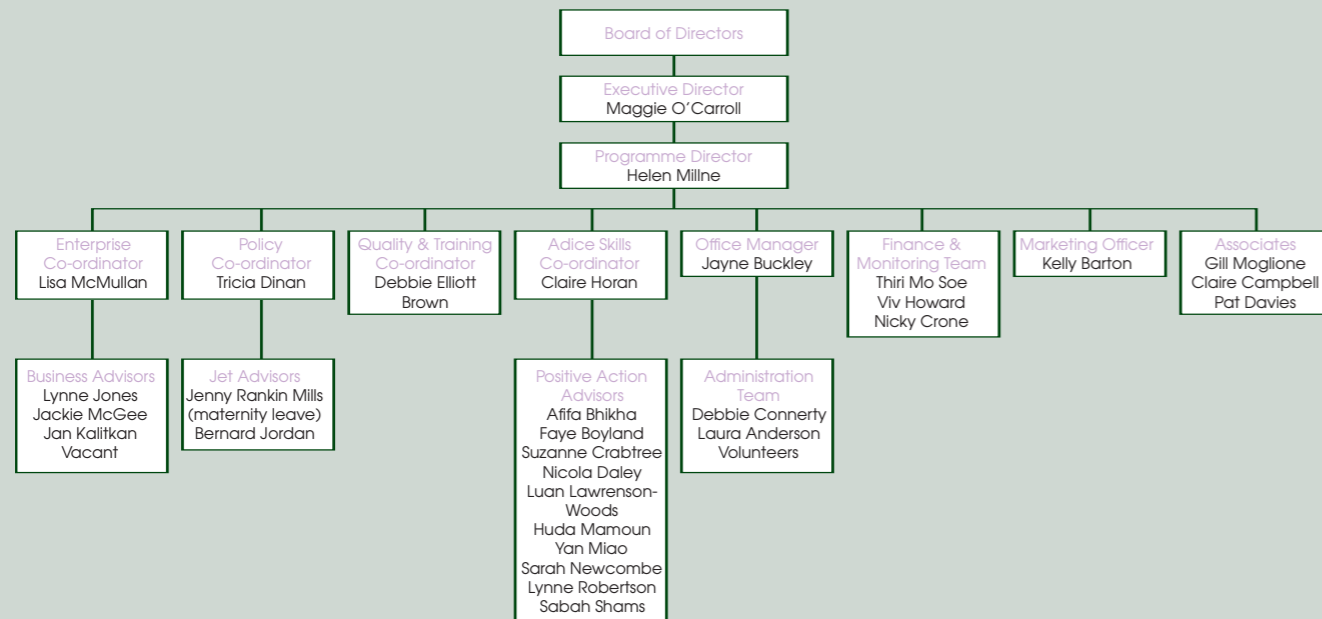 Board of Directors
Executive Director
Maggie O’Carroll
Programme Director
Helen Millne
Enterprise
Co-ordinator
Lisa McMullan
Policy
Co-ordinator
Tricia Dinan
Quality & Training
Co-ordinator
Debbie Elliott
Brown
Adice Skills
Co-ordinator
Claire Horan
Office Manager
Jayne Buckley
Finance &
Monitoring Team
Thiri Mo Soe
Viv Howard
Nicky Crone
Marketing Officer
Kelly Barton
Associates
Gill Moglione
Claire Campbell
Pat Davies
Business Advisors
Lynne Jones
Jackie McGee
Jan Kalitkan
Vacant
Jet Advisors
Jenny Rankin Mills
(maternity leave)
Bernard Jordan
Positive Action
Advisors
Afifa Bhikha
Faye Boyland
Suzanne Crabtree
Nicola Daley
Luan Lawrenson-
Woods
Huda Mamoun
Yan Miao
Sarah Newcombe
Lynne Robertson
Sabah Shams
Administration
Team
Debbie Connerty
Laura Anderson
Volunteers